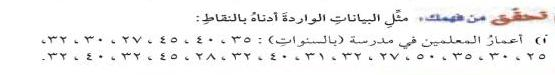 تحقق من فهمك: مثِّل البياناتِ الواردةَ أدناهُ بالنقاطِ:
i) أعمارُ المعلمين في مدرسة (بالسنواتِ): ٣٥ ، ٤٠ ، ٤٥ ، ٢٧ ، ٣٠ ، ٣٢ ،
٢٥ ، ٣٠ ، ٣٥ ، ٥٠ ، ٢٧ ، ٣٢ ، ٣١ ، ٤٠ ، ٣٢ ، ٢٨ ، ٤٥ ، ٤٠ ، ٣٢ .